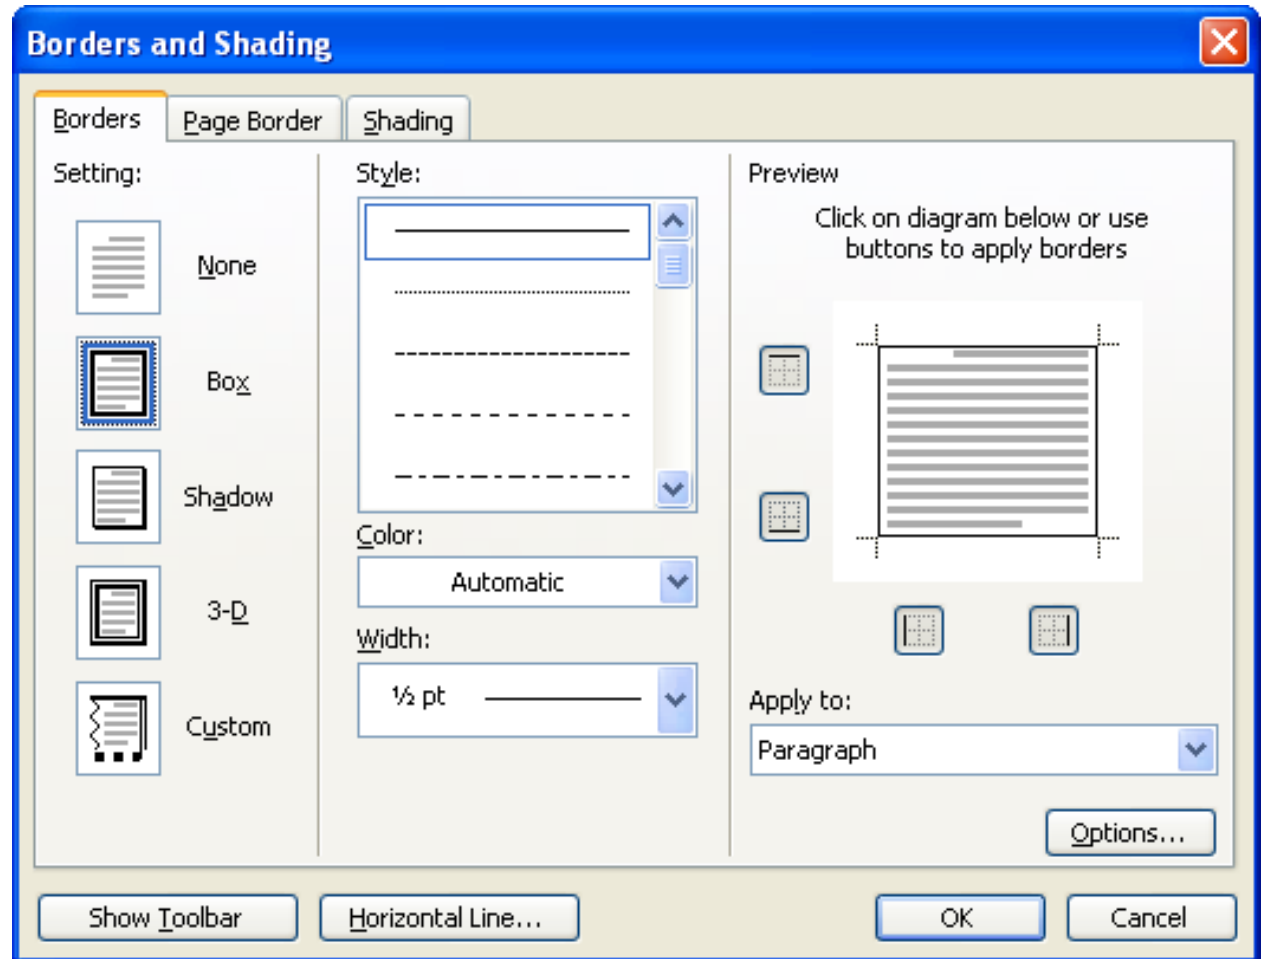 Borders and Shading
Borders
Page Border
Shading
Setting:
None
Box
Shadow
3-D
Custom
Style:
Color:
Automatic
Width:
½ pt
Preview
Click on diagram below or use
buttons to apply borders
Apply to:
Paragraph
Options...
Show Toolbar
Horizontal Line...
OK
Cancel